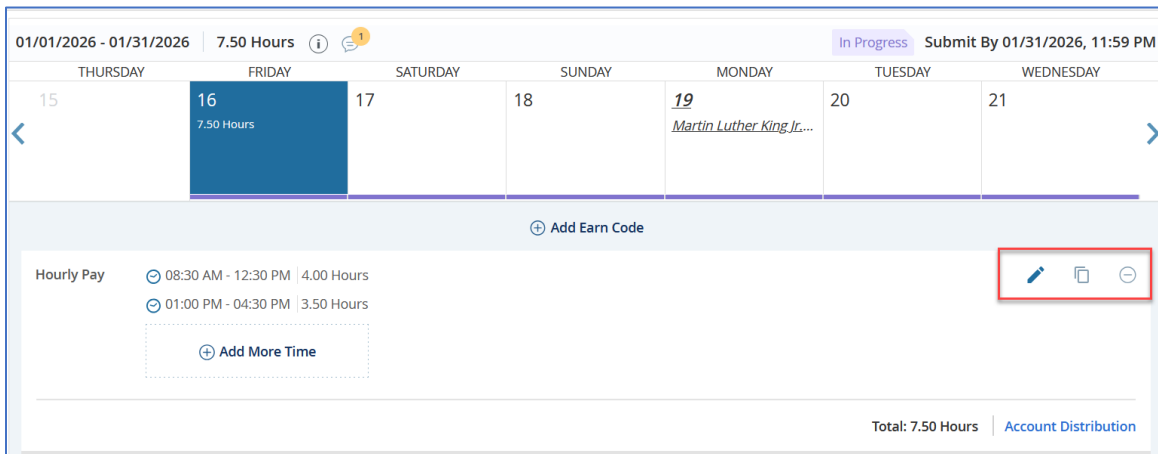 01/01/2026 - 01/31/2026 7.50 Hours 1 In Progress Submit By 01/31/2026, 11:59 PM
THURSDAY FRIDAY SATURDAY SUNDAY MONDAY TUESDAY WEDNESDAY
15 16 17 18 19 20 21
7.50 Hours Martin Luther King Jr....
Add Earn Code
Hourly Pay 08:30 AM - 12:30 PM 4.00 Hours
01:00 PM - 04:30 PM 3.50 Hours
Add More Time
Total: 7.50 Hours Account Distribution